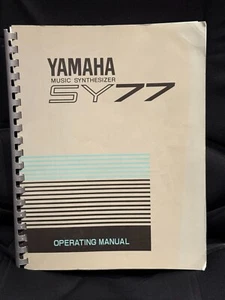 YAMAHA
MUSIC SYNTHESIZER
SY77
OPERATING MANUAL